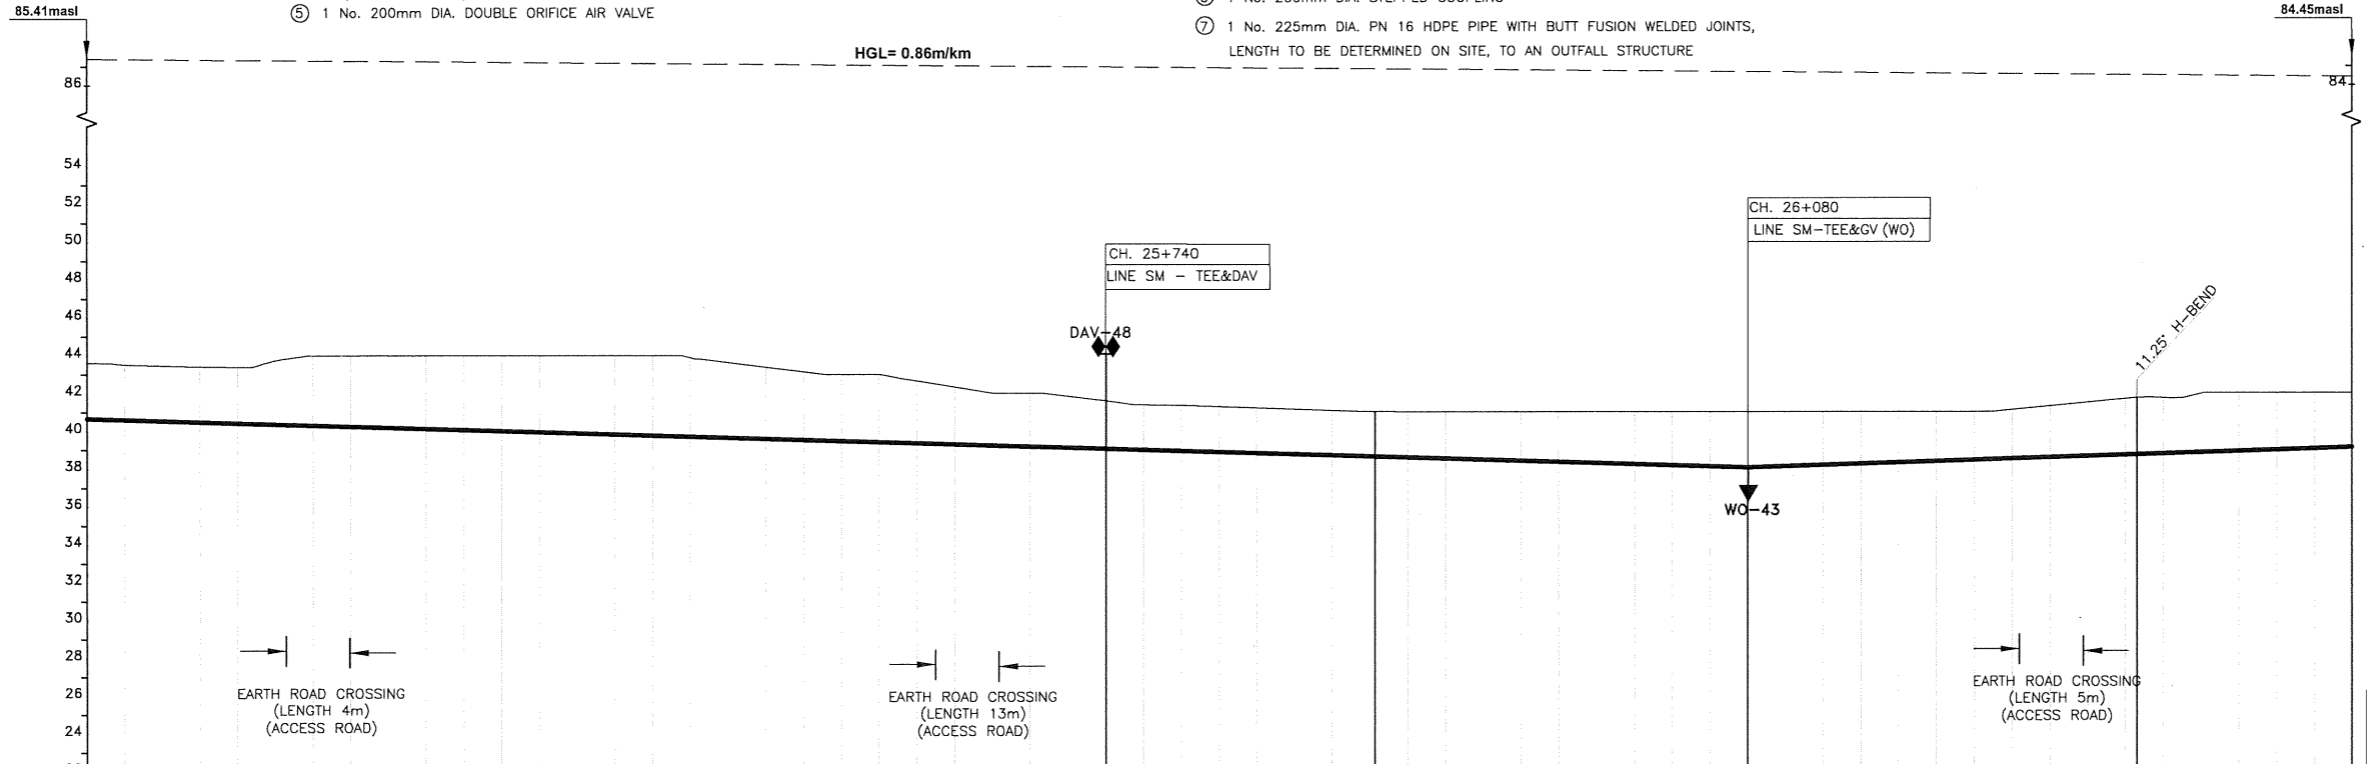 85.41masl
⑤ 1 No. 200mm DIA. DOUBLE ORIFICE AIR VALVE
84.45masl
⑦ 1 No. 225mm DIA. PN 16 HDPE PIPE WITH BUTT FUSION WELDED JOINTS,
LENGTH TO BE DETERMINED ON SITE, TO AN OUTFALL STRUCTURE
HGL= 0.86m/km
86
84
54
52
50
48
46
44
42
40
38
36
34
32
30
28
26
24
CH. 25+740
LINE SM - TEE&DAV
DAV-48
CH. 26+080
LINE SM-TEE&GV (WO)
WO-43
11.25° H-BEND
EARTH ROAD CROSSING
(LENGTH 4m)
(ACCESS ROAD)
EARTH ROAD CROSSING
(LENGTH 13m)
(ACCESS ROAD)
EARTH ROAD CROSSING
(LENGTH 5m)
(ACCESS ROAD)